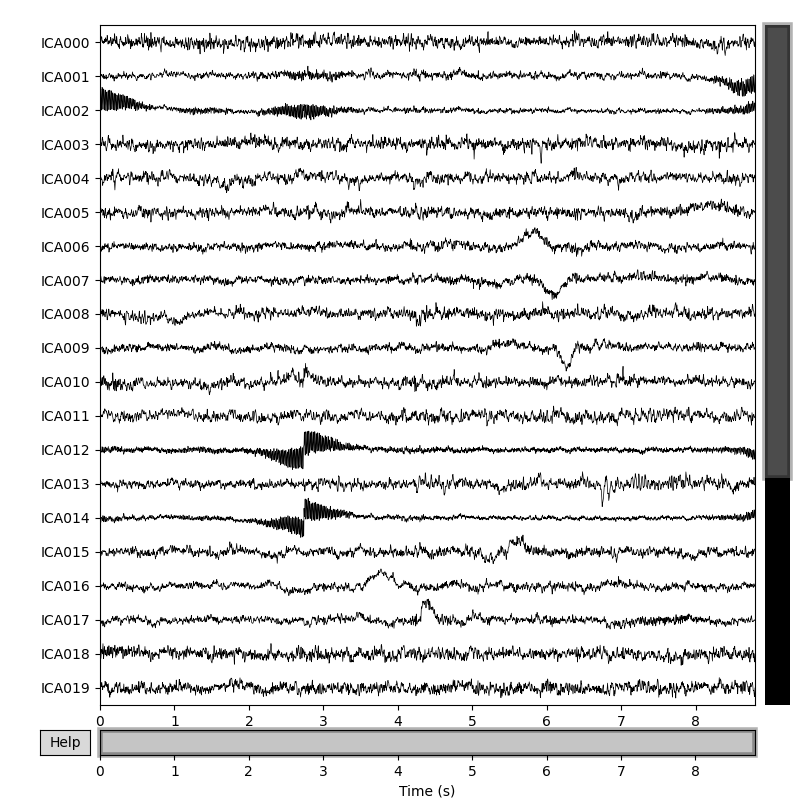 ICA000
ICA001
ICA002
ICA003
ICA004
ICA005
ICA006
ICA007
ICA008
ICA009
ICA010
ICA011
ICA012
ICA013
ICA014
ICA015
ICA016
ICA017
ICA018
ICA019
0 1 2 3 4 5 6 7 8
Help
0 1 2 3 4 5 6 7 8
Time (s)